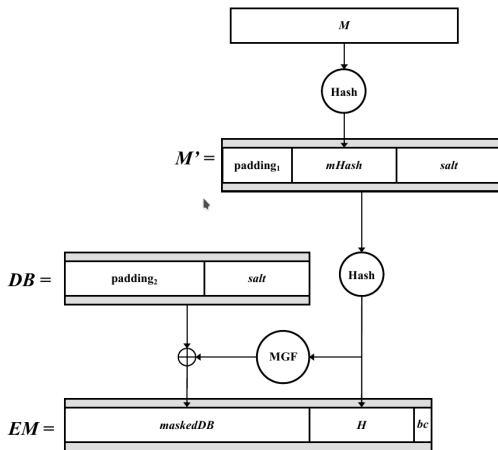 M
Hash
M’ = padding₁ mHash salt
DB = padding₂ salt Hash
MGF
EM = maskedDB H bc